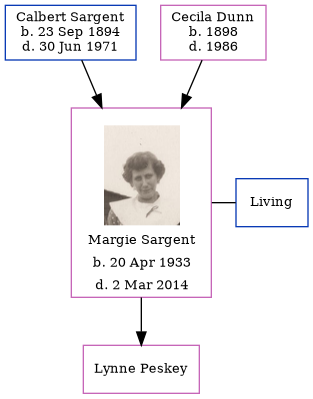 Calbert Sargent
b. 23 Sep 1894
d. 30 Jun 1971
Cecila Dunn
b. 1898
d. 1986
Margie Sargent
b. 20 Apr 1933
d. 2 Mar 2014
Living
Lynne Peskey